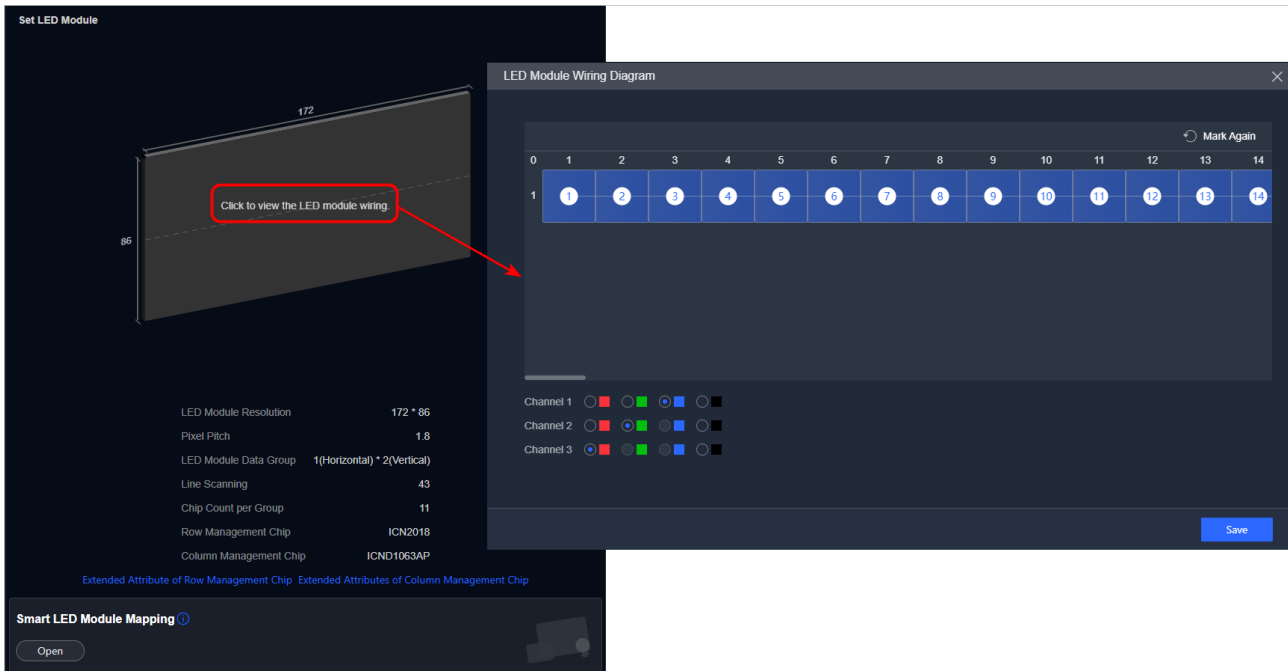 Set LED Module
172
86
Click to view the LED module wiring.
LED Module Resolution 172 * 86
Pixel Pitch 1.8
LED Module Data Group 1(Horizontal) * 2(Vertical)
Line Scanning 43
Chip Count per Group 11
Row Management Chip ICN2018
Column Management Chip ICND1063AP
Extended Attribute of Row Management Chip Extended Attributes of Column Management Chip
Smart LED Module Mapping
Open
LED Module Wiring Diagram
Mark Again
0 1 2 3 4 5 6 7 8 9 10 11 12 13 14
1 1 2 3 4 5 6 7 8 9 10 11 12 13 14
Channel 1
Channel 2
Channel 3
Save